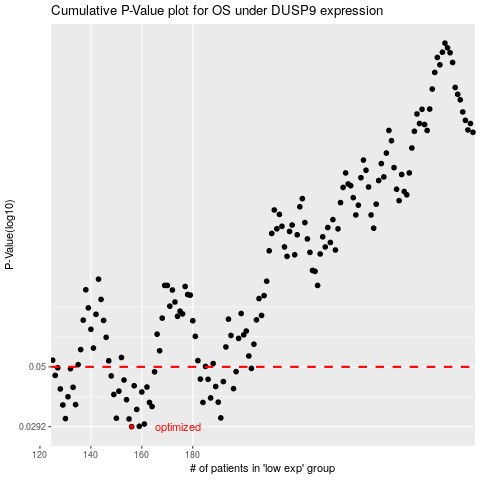 Cumulative P-Value plot for OS under DUSP9 expression
P-Value(log10)
0.05
0.0292
optimized
120 140 160 180
# of patients in 'low exp' group